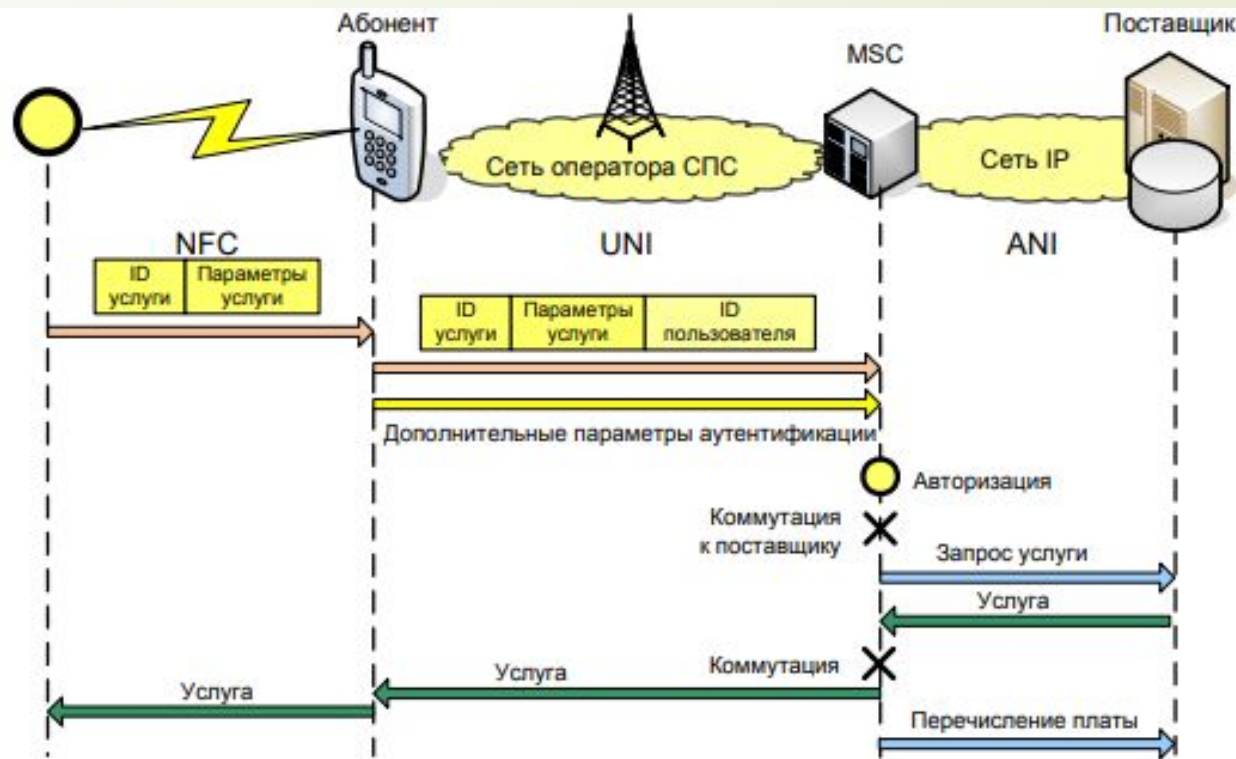 Абонент
MSC
Поставщик
Сеть оператора СПС
Сеть IP
NFC
UNI
ANI
ID
услуги
Параметры
услуги
ID
услуги
Параметры
услуги
ID
пользователя
Дополнительные параметры аутентификации
Авторизация
Коммутация
к поставщику
Запрос услуги
Услуга
Коммутация
Услуга
Услуга
Перечисление платы